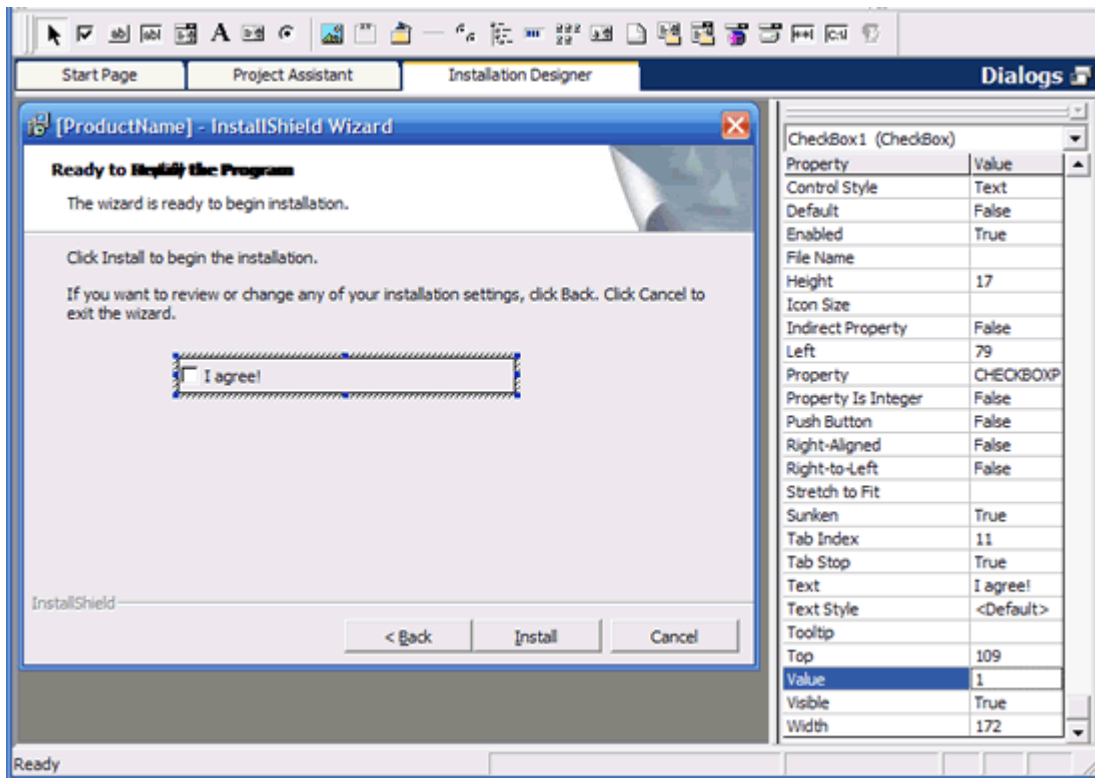 Start Page Project Assistant Installation Designer Dialogs
[ProductName] - InstallShield Wizard
Ready to the Program
The wizard is ready to begin installation.
Click Install to begin the installation.
If you want to review or change any of your installation settings, click Back. Click Cancel to
exit the wizard.
I agree!
InstallShield
< Back Install Cancel
CheckBox1 (CheckBox)
Property Value
Control Style Text
Default False
Enabled True
File Name
Height 17
Icon Size
Indirect Property False
Left 79
Property CHECKBOXP
Property Is Integer False
Push Button False
Right-Aligned False
Right-to-Left False
Stretch to Fit
Sunken True
Tab Index 11
Tab Stop True
Text I agree!
Text Style <Default>
Tooltip
Top 109
Value 1
Visible True
Width 172
Ready